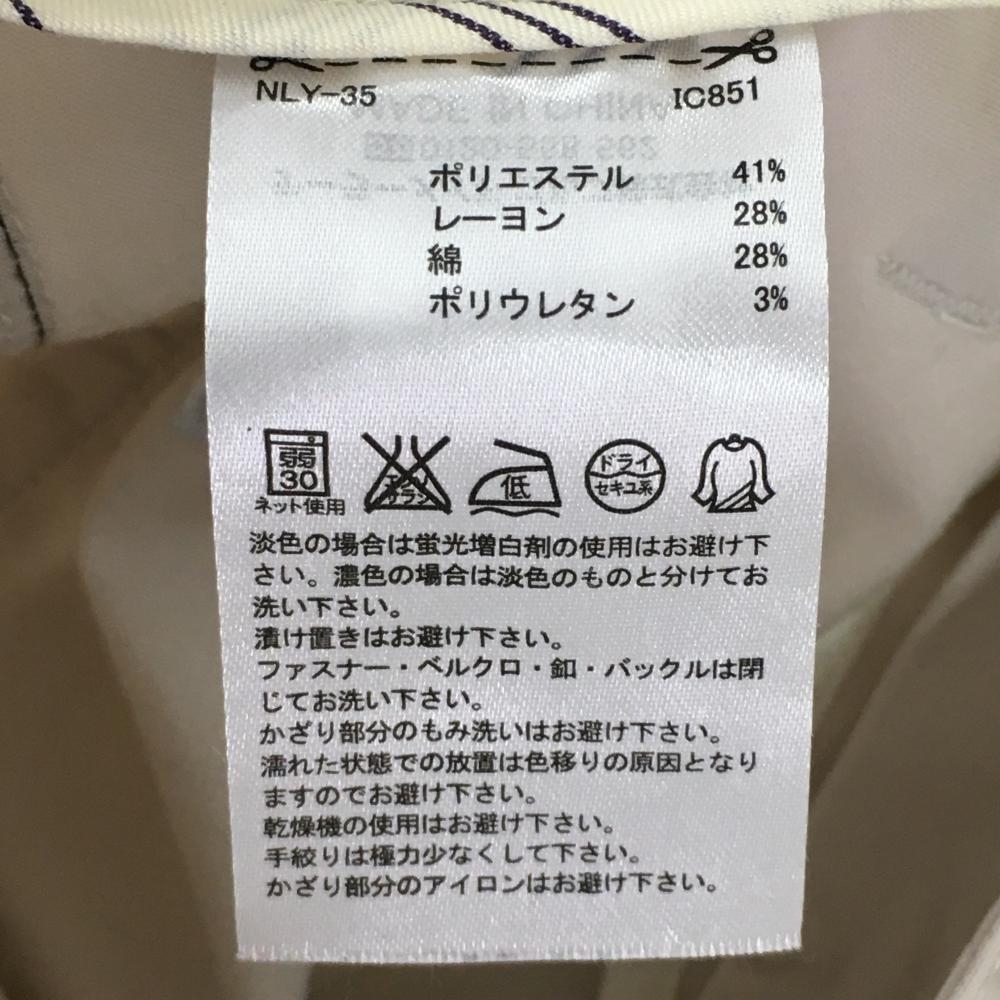 NLY-35 IC851
ポリエステル 41%
レーヨン 28%
綿 28%
ポリウレタン 3%
弱
30
ネット使用
エンソ
サラシ
低
ドライ
セキユ系
淡色の場合は蛍光増白剤の使用はお避け下
さい。濃色の場合は淡色のものと分けてお
洗い下さい。
漬け置きはお避け下さい。
ファスナー・ベルクロ・釦・バックルは閉
じてお洗い下さい。
かざり部分のもみ洗いはお避け下さい。
濡れた状態での放置は色移りの原因となり
ますのでお避け下さい。
乾燥機の使用はお避け下さい。
手絞りは極力少なくして下さい。
かざり部分のアイロンはお避け下さい。